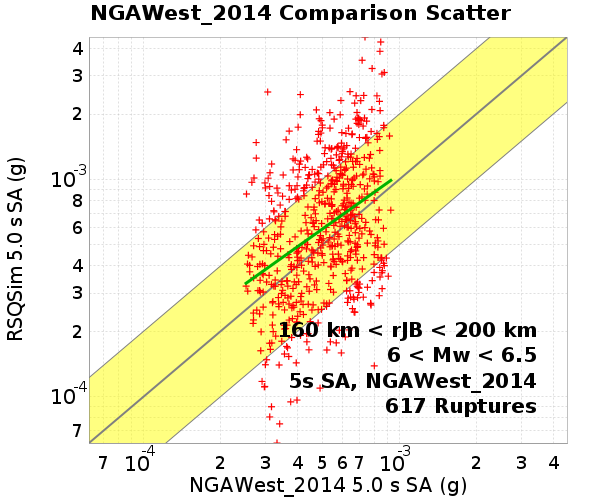 NGAWest_2014 Comparison Scatter
4
3
2
10-3
8
6
4
3
2
10-4
7
RSQSim 5.0 s SA (g)
160 km < rJB < 200 km
6 < Mw < 6.5
5s SA, NGAWest_2014
617 Ruptures
7 10-4 2 3 4 5 6 7 10-3 2 3 4
NGAWest_2014 5.0 s SA (g)